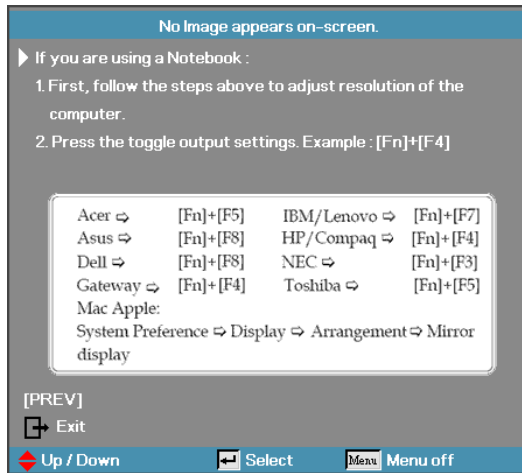 No Image appears on-screen.
If you are using a Notebook :
1. First, follow the steps above to adjust resolution of the
computer.
2. Press the toggle output settings. Example : [Fn]+[F4]
Acer ⇨ [Fn]+[F5] IBM/Lenovo ⇨ [Fn]+[F7]
Asus ⇨ [Fn]+[F8] HP/Compaq ⇨ [Fn]+[F4]
Dell ⇨ [Fn]+[F8] NEC ⇨ [Fn]+[F3]
Gateway ⇨ [Fn]+[F4] Toshiba ⇨ [Fn]+[F5]
Mac Apple:
System Preference ⇨ Display ⇨ Arrangement ⇨ Mirror
display
[PREV]
Exit
Up / Down Select Menu Menu off